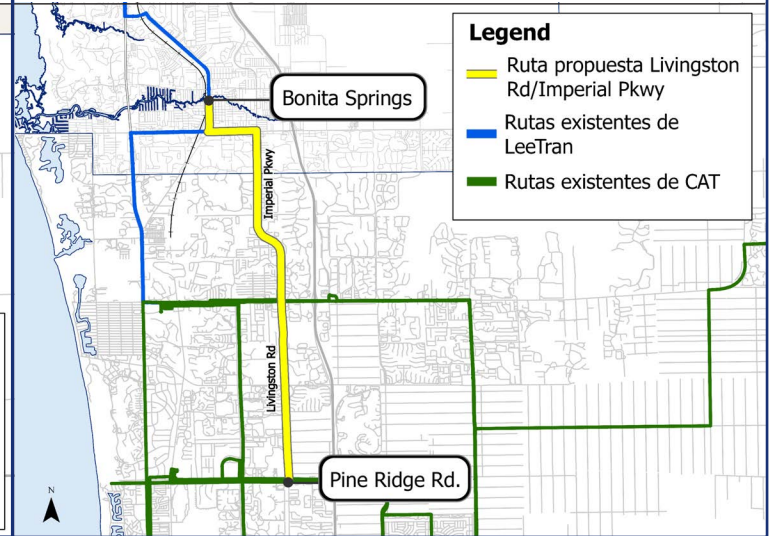 Legend
Ruta propuesta Livingston
Rd/Imperial Pkwy
Rutas existentes de
LeeTran
Rutas existentes de CAT
Bonita Springs
Imperial Pkwy
Livingston Rd
Pine Ridge Rd.
N